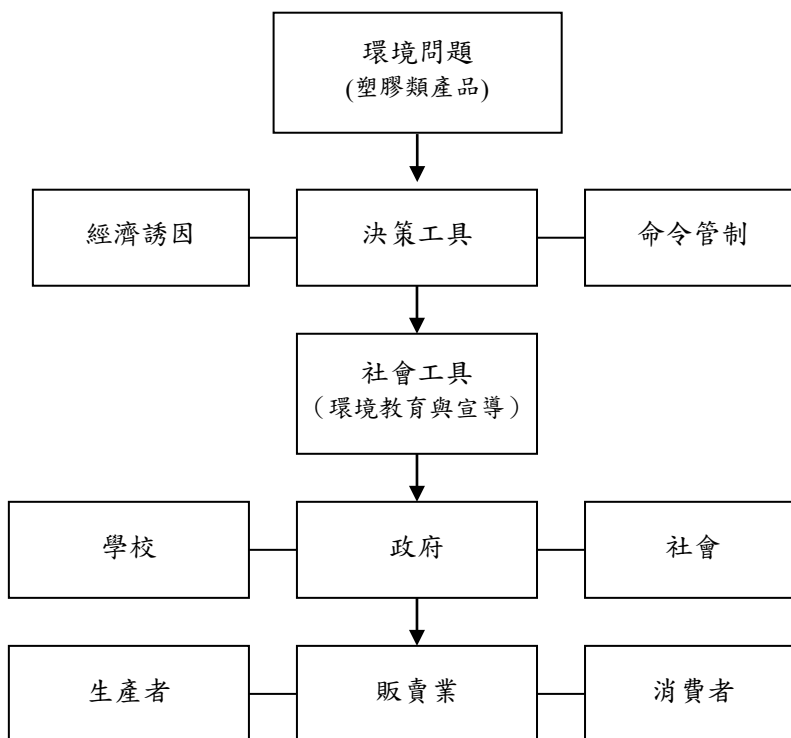 環境問題
(塑膠類產品)
經濟誘因
決策工具
命令管制
社會工具
（環境教育與宣導）
學校
政府
社會
生產者
販賣業
消費者